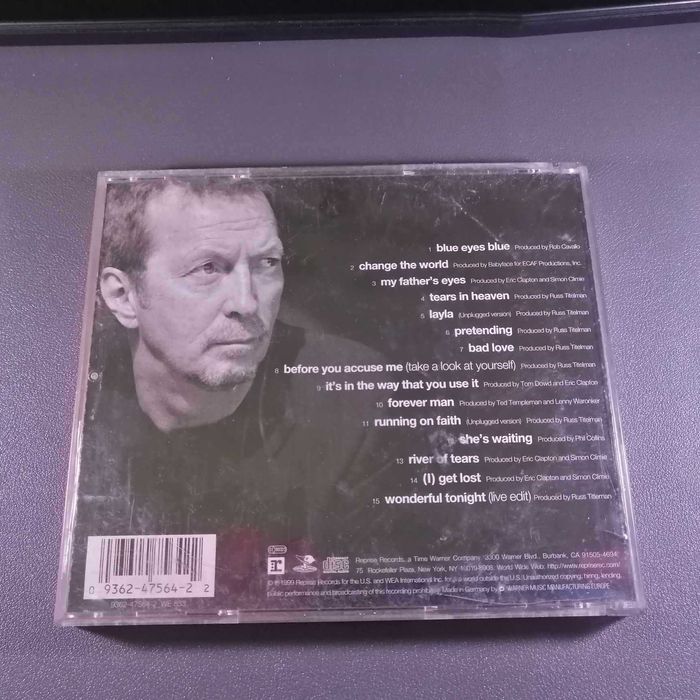 1 blue eyes blue Produced by Rob Cavallo
2 change the world Produced by Babyface for ECAF Productions, Inc.
3 my father's eyes Produced by Eric Clapton and Simon Climie
4 tears in heaven Produced by Russ Titelman
5 layla (Unplugged version) Produced by Russ Titelman
6 pretending Produced by Russ Titelman
7 bad love Produced by Russ Titelman
8 before you accuse me (take a look at yourself) Produced by Russ Titelman
9 it's in the way that you use it Produced by Tom Dowd and Eric Clapton
10 forever man Produced by Ted Templeman and Lenny Waronker
11 running on faith (Unplugged version) Produced by Russ Titelman
she's waiting Produced by Phil Collins
13 river of tears Produced by Eric Clapton and Simon Climie
14 (I) get lost Produced by Eric Clapton and Simon Climie
15 wonderful tonight (live edit) Produced by Russ Titleman
0 9362-47564-2 2
9362-47564-2 WE 833
Reprise Records, a Time Warner Company 3300 Warner Blvd., Burbank, CA 91505-4694;
75 Rockefeller Plaza, New York, NY World Wide Web: http://www.repriserec.com/
℗ 1999 Reprise Records for the U.S. and WEA International Inc. for the world outside the U.S. Unauthorized copying, hiring, lending,
public performance and broadcasting of this recording prohibited. Made in Germany by WARNER MUSIC MANUFACTURING EUROPE